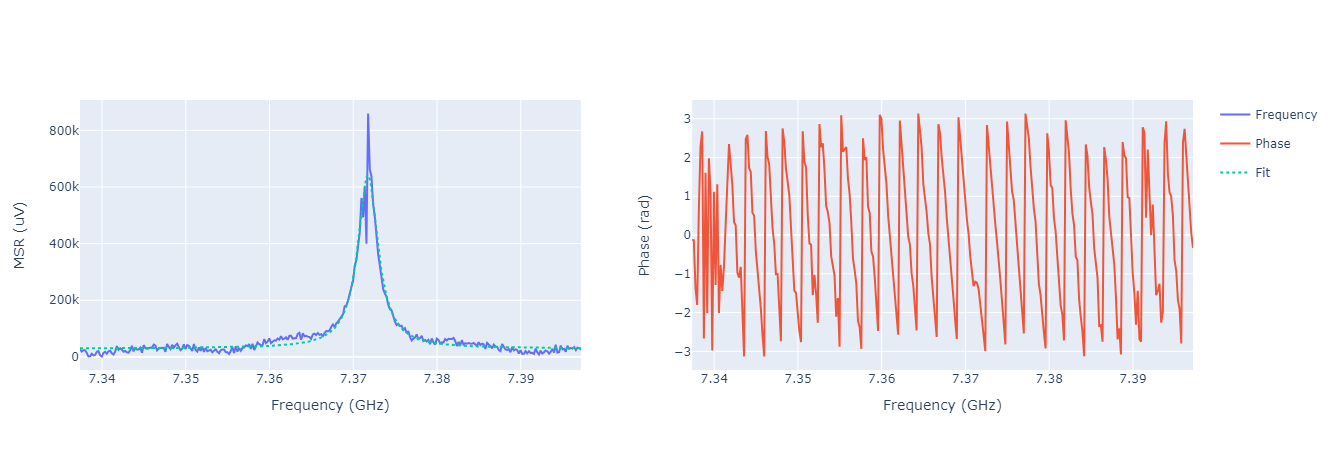 800k
600k
400k
200k
0
MSR (uV)
7.34 7.35 7.36 7.37 7.38 7.39
Frequency (GHz)
3
2
1
0
−1
−2
−3
Phase (rad)
7.34 7.35 7.36 7.37 7.38 7.39
Frequency (GHz)
Frequency
Phase
Fit